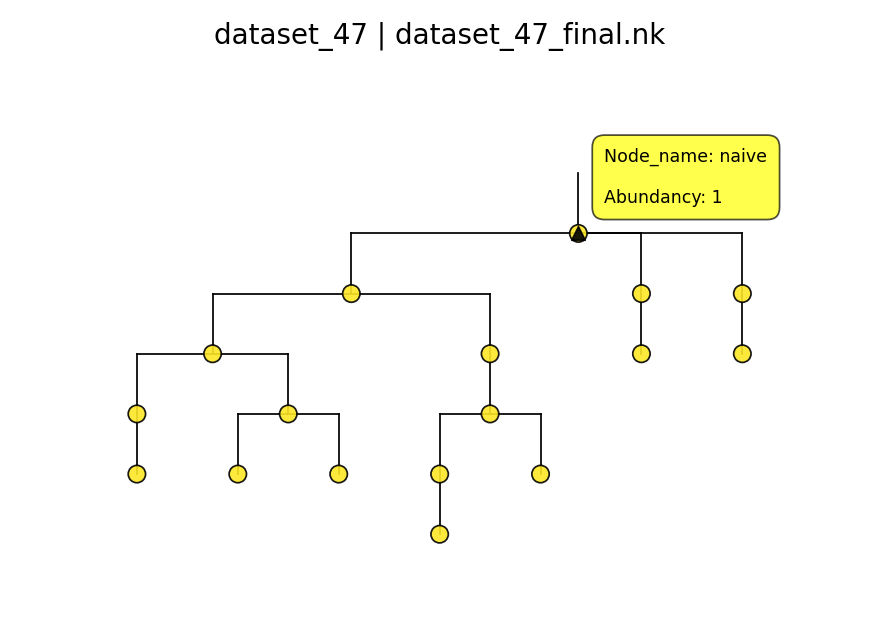 dataset_47 | dataset_47_final.nk
Node_name: naive
Abundancy: 1